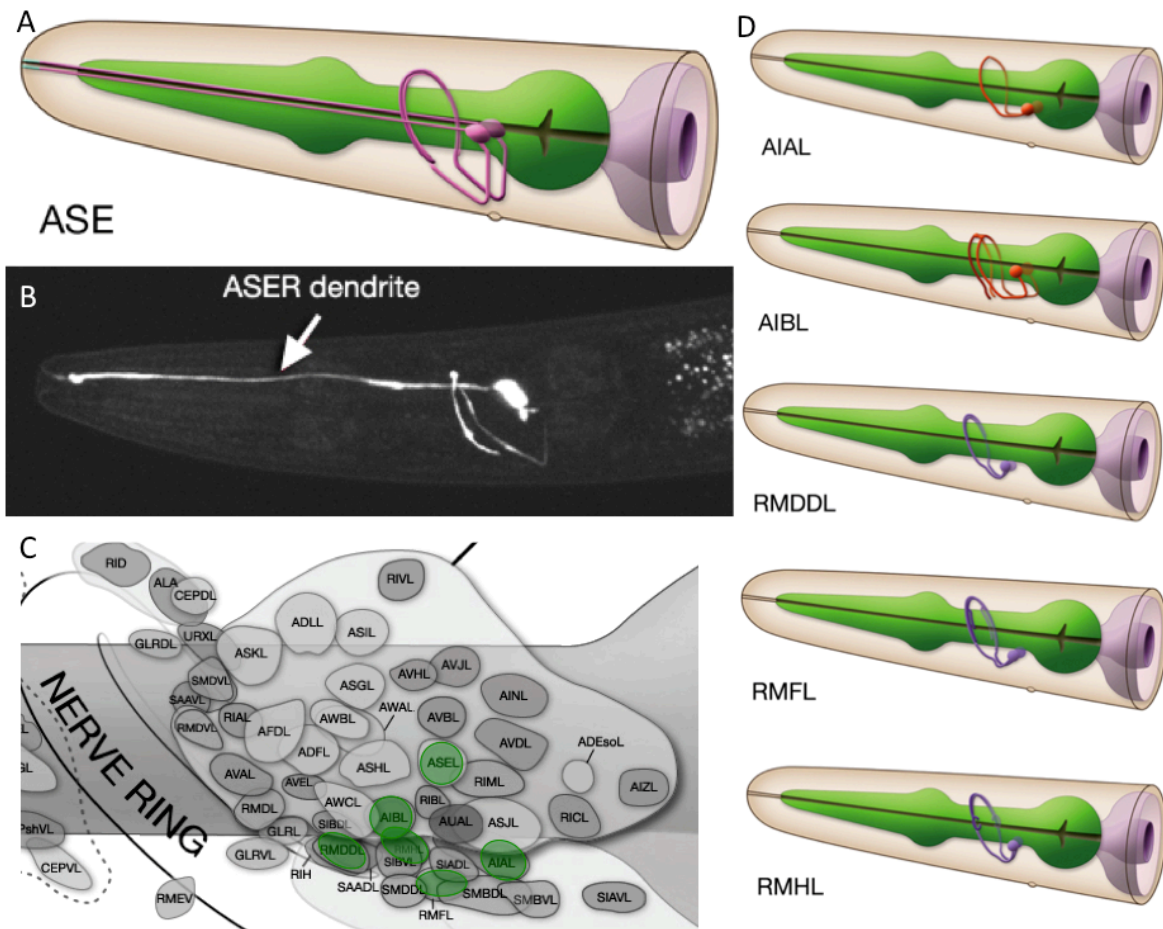 A
ASE
B
ASER dendrite
C
RID
ALA
CEPDL
RIVL
GLRDL
URXL
ADLL
ASIL
ASKL
SMDVL
SAAVL
RMDVL
RIAL
AFDL
ASGL
AVHL
AVJL
AWAL
AINL
AWBL
AVBL
ADFL
AVDL
ADEsoL
ASHL
ASEL
AVAL
AVEL
RIML
AIZL
NERVE RING
RMDL
AWCL
AIBL
RIBL
SIBDL
AUAL
ASJL
RICL
GLRL
GLRVL
RMDDL
RMHL
SIBVL
SIADL
AIAL
RIH
SAADL
SMDDL
SMBDL
SMBVL
SIAVL
RMFL
RMEV
PshVL
CEPVL
D
AIAL
AIBL
RMDDL
RMFL
RMHL